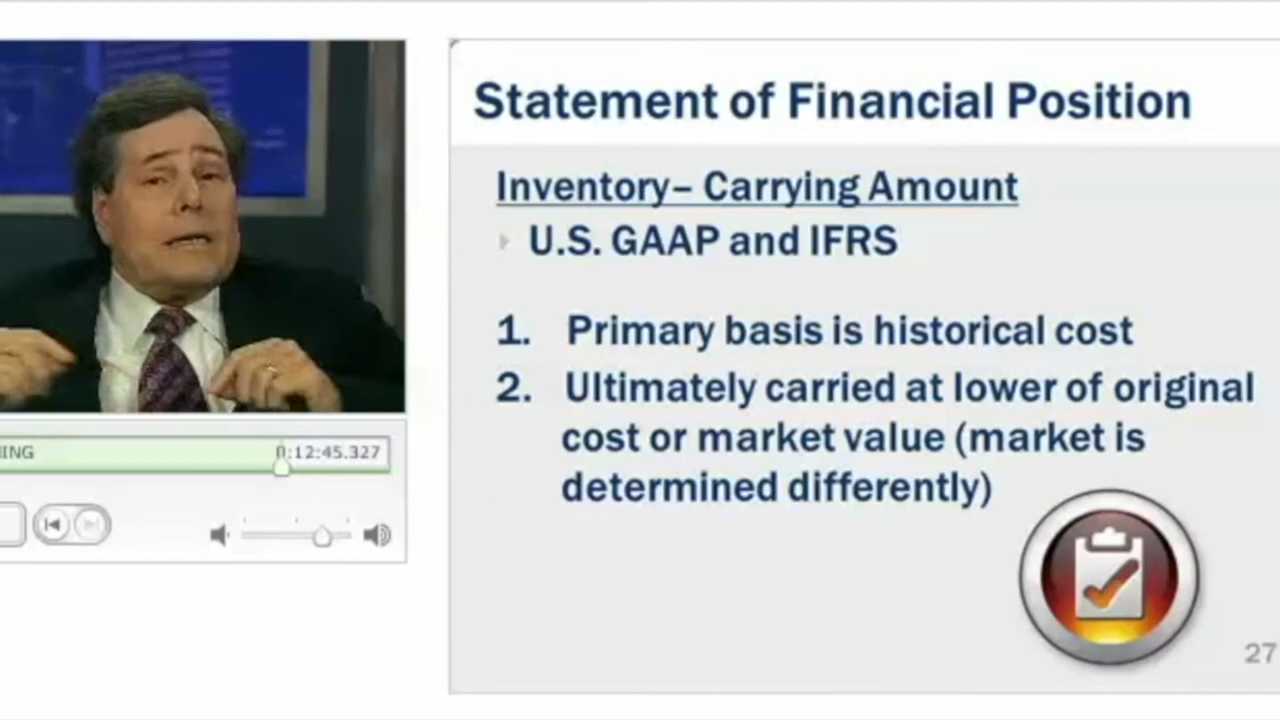 Statement of Financial Position
Inventory– Carrying Amount
U.S. GAAP and IFRS
1. Primary basis is historical cost
2. Ultimately carried at lower of original
cost or market value (market is
determined differently)
27
ING
0:12:45.327